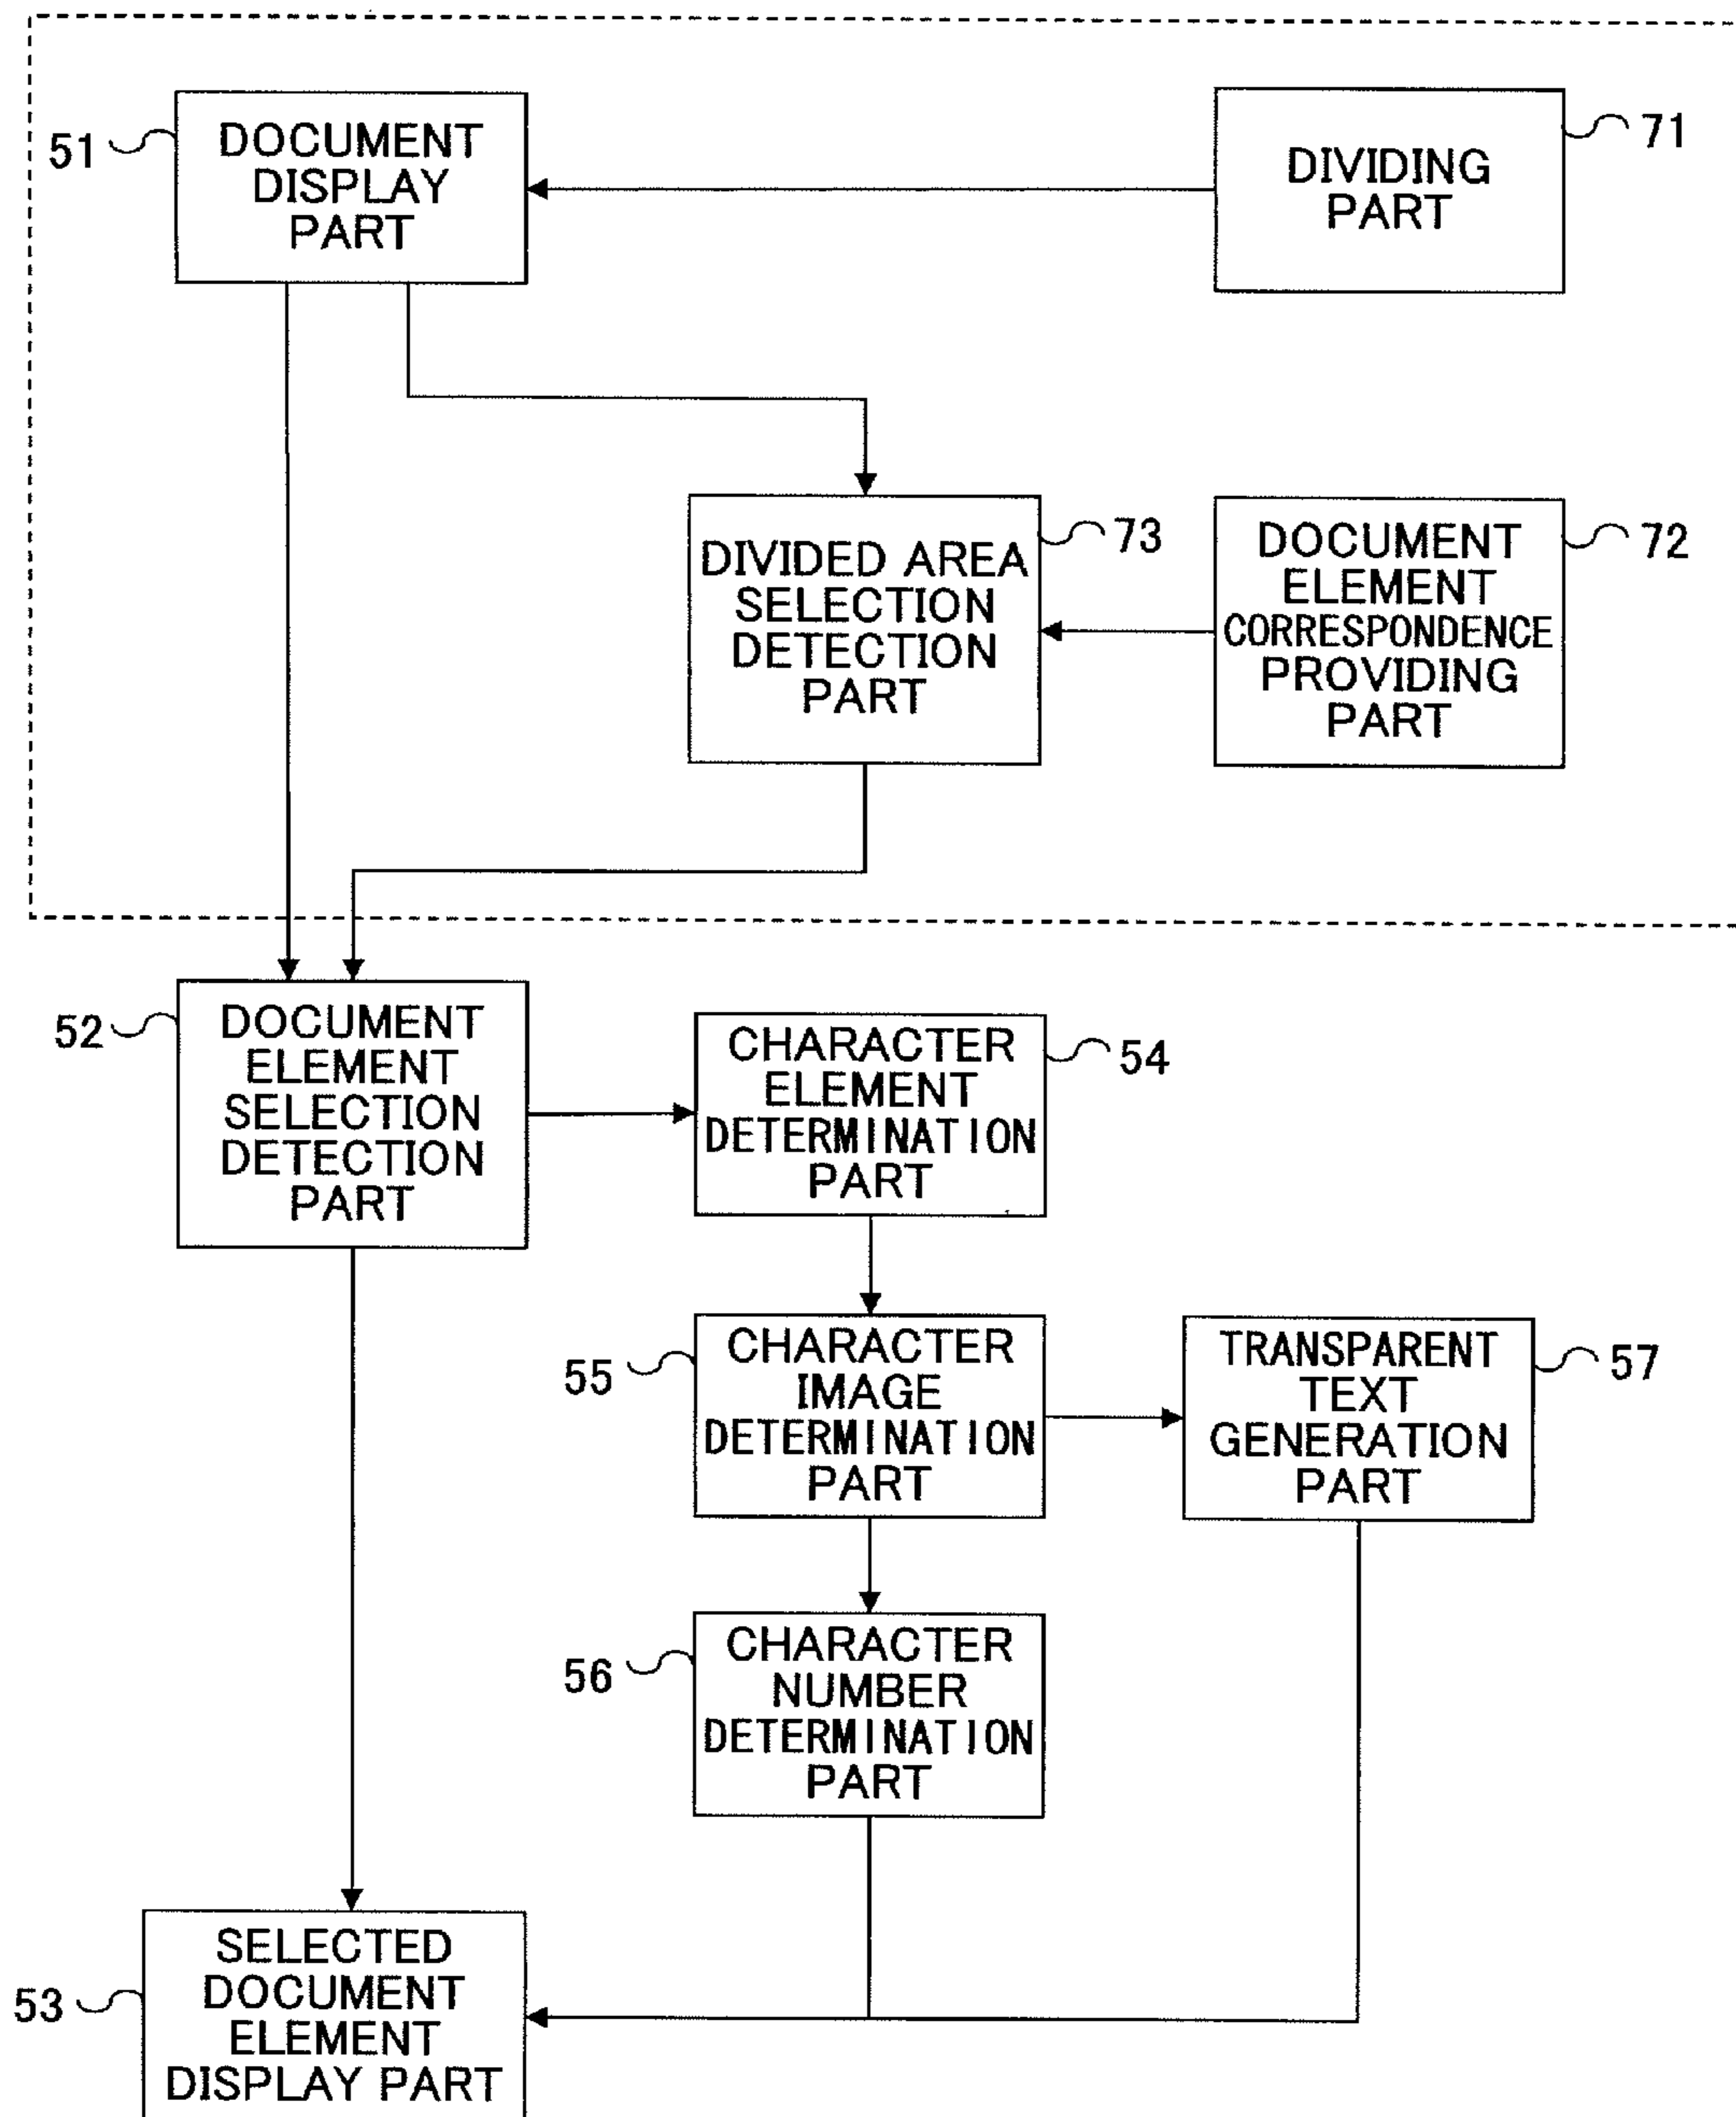 51
DOCUMENT
DISPLAY
PART
DIVIDING
PART
71
DIVIDED AREA
SELECTION
DETECTION
PART
73
DOCUMENT
ELEMENT
CORRESPONDENCE
PROVIDING
PART
72
52
DOCUMENT
ELEMENT
SELECTION
DETECTION
PART
CHARACTER
ELEMENT
DETERMINATION
PART
54
55
CHARACTER
IMAGE
DETERMINATION
PART
TRANSPARENT
TEXT
GENERATION
PART
57
56
CHARACTER
NUMBER
DETERMINATION
PART
53
SELECTED
DOCUMENT
ELEMENT
DISPLAY PART